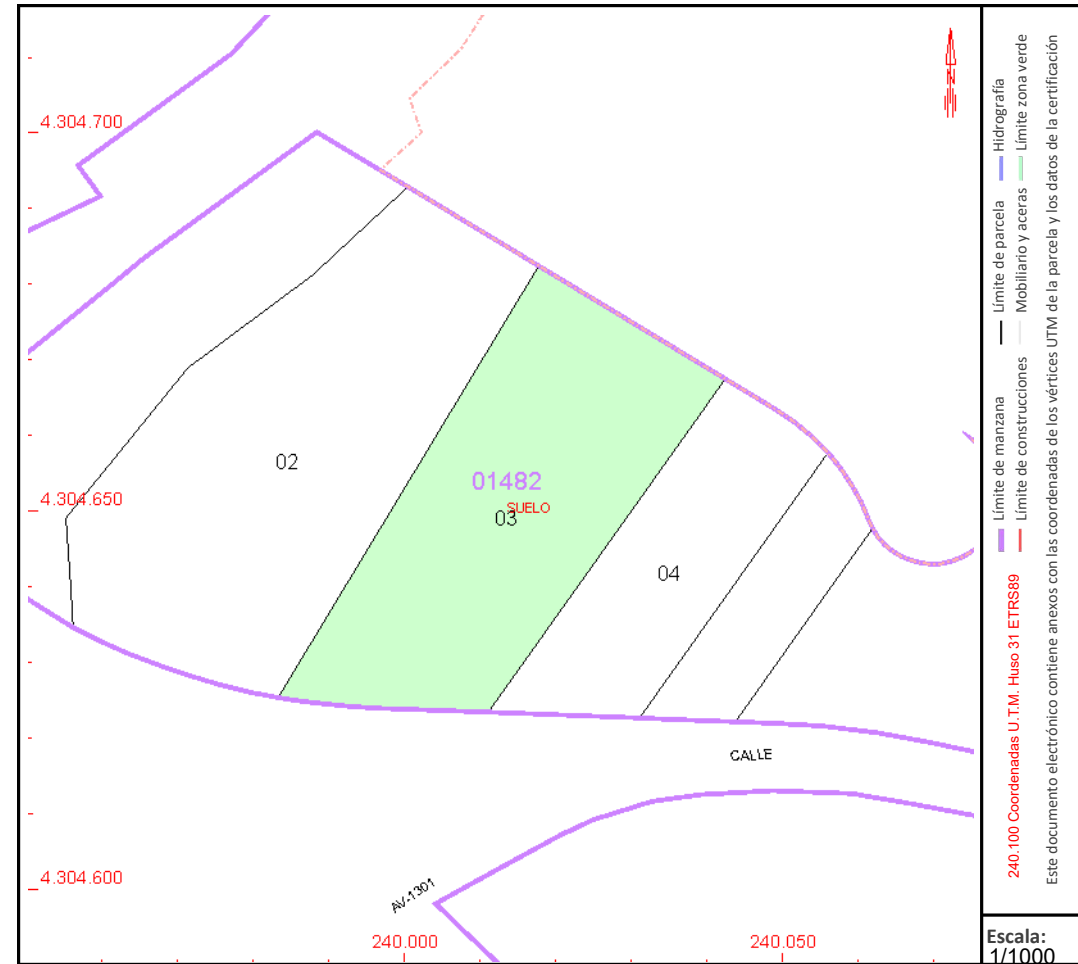 4.304.700
N
02
4.304.650
01482
SUELO
03
04
CALLE
4.304.600
AV-1301
240.000
240.050
Límite de manzana
Límite de parcela
Hidrografía
Límite de construcciones
Mobiliario y aceras
Límite zona verde
240.100 Coordenadas U.T.M. Huso 31 ETRS89
Este documento electrónico contiene anexos con las coordenadas de los vértices UTM de la parcela y los datos de la certificación
Escala:
1/1000